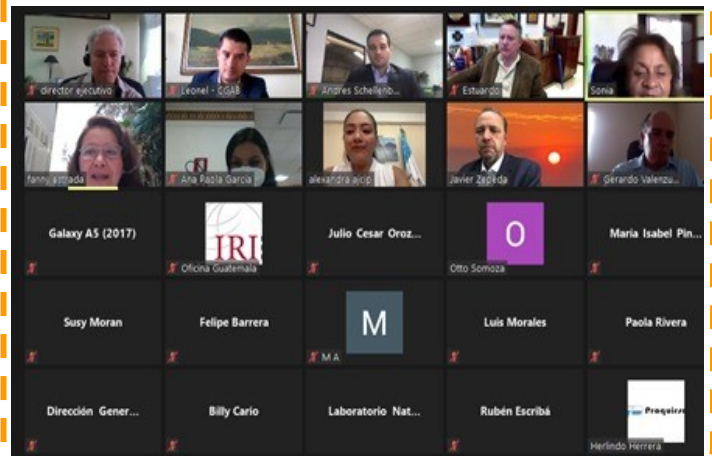 director ejecutivo
Leonel - CGAB
Andres Schellenb...
Estuardo
Sonia
fanny estrada
Ana Paola Garcia
alexandra ajcip
Javier Zepeda
Gerardo Valenzu...
Galaxy A5 (2017)
IRI
Oficina Guatemala
Julio Cesar Oroz...
O
Otto Somoza
Maria Isabel Pin...
Susy Moran
Felipe Barrera
M
M A
Luis Morales
Paola Rivera
Dirección Gener...
Billy Cario
Laboratorio Nat...
Rubén Escribá
Proquirsa
Herlindo Herrera